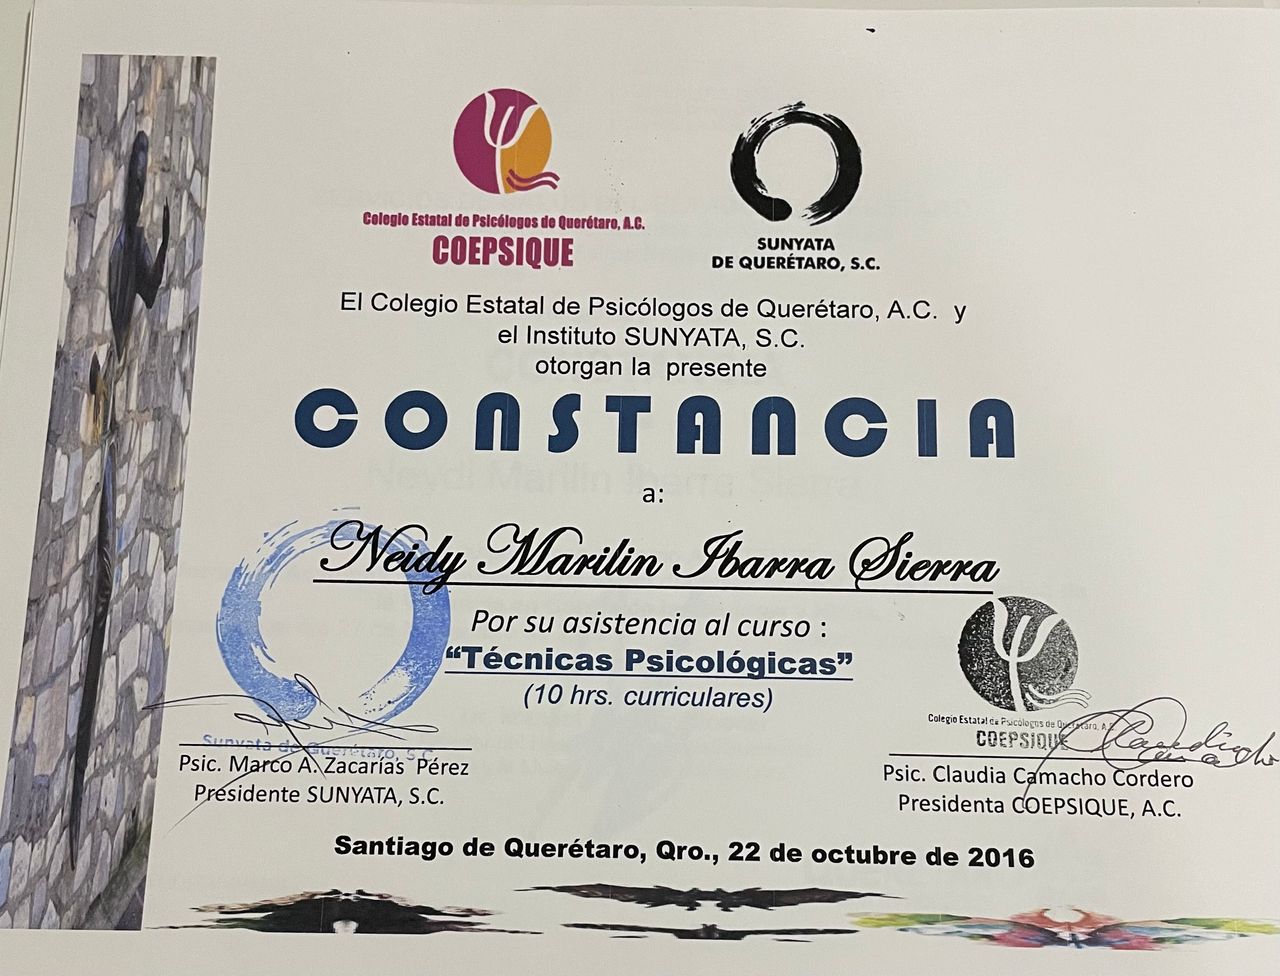 Colegio Estatal de Psicólogos de Querétaro, A.C.
COEPSIQUE
SUNYATA
DE QUERÉTARO, S.C.
El Colegio Estatal de Psicólogos de Querétaro, A.C. y
el Instituto SUNYATA, S.C.
otorgan la presente
CONSTANCIA
a:
Neidy Marilin Ibarra Sierra
Por su asistencia al curso :
“Técnicas Psicológicas”
(10 hrs. curriculares)
Sunyata de Querétaro, S.C.
Psic. Marco A. Zacarías Pérez
Presidente SUNYATA, S.C.
Colegio Estatal de Psicólogos de Querétaro, A.C.
COEPSIQUE
Psic. Claudia Camacho Cordero
Presidenta COEPSIQUE, A.C.
Santiago de Querétaro, Qro., 22 de octubre de 2016